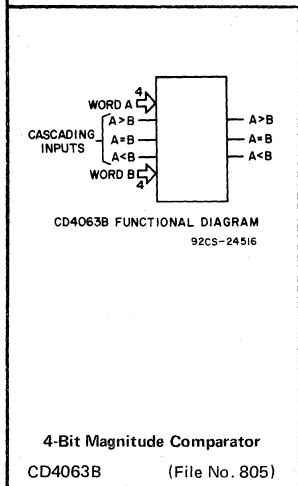 4
WORD A
A>B A>B
CASCADING INPUTS A=B A=B
A<B A<B
WORD B
4
CD4063B FUNCTIONAL DIAGRAM
92CS-24516
4-Bit Magnitude Comparator
CD4063B (File No. 805)